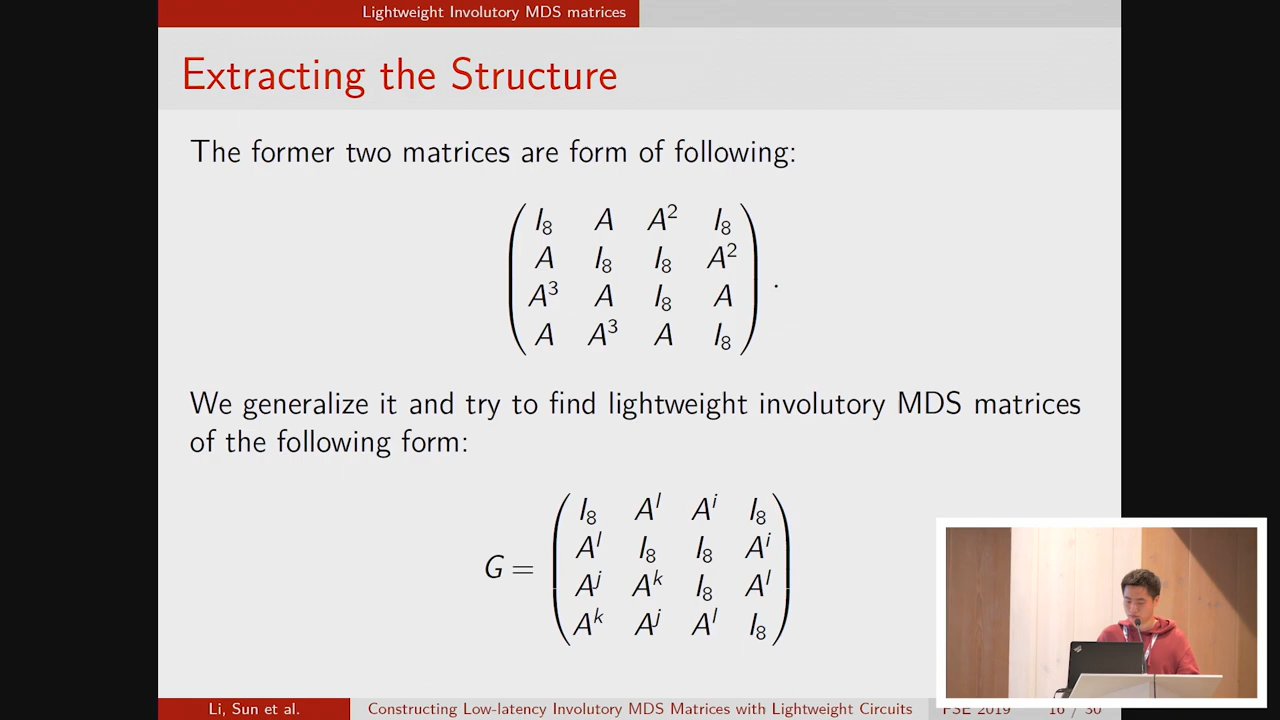 Lightweight Involutory MDS matrices
Extracting the Structure
The former two matrices are form of following:
I₈ A A² I₈
A I₈ I₈ A²
A³ A I₈ A
A A³ A I₈
.
We generalize it and try to find lightweight involutory MDS matrices
of the following form:
G =
I₈ Aˡ Aⁱ I₈
Aˡ I₈ I₈ Aⁱ
Aʲ Aᵏ I₈ Aˡ
Aᵏ Aʲ Aˡ I₈
Li, Sun et al. Constructing Low-latency Involutory MDS Matrices with Lightweight Circuits FSE 2019 16 / 30